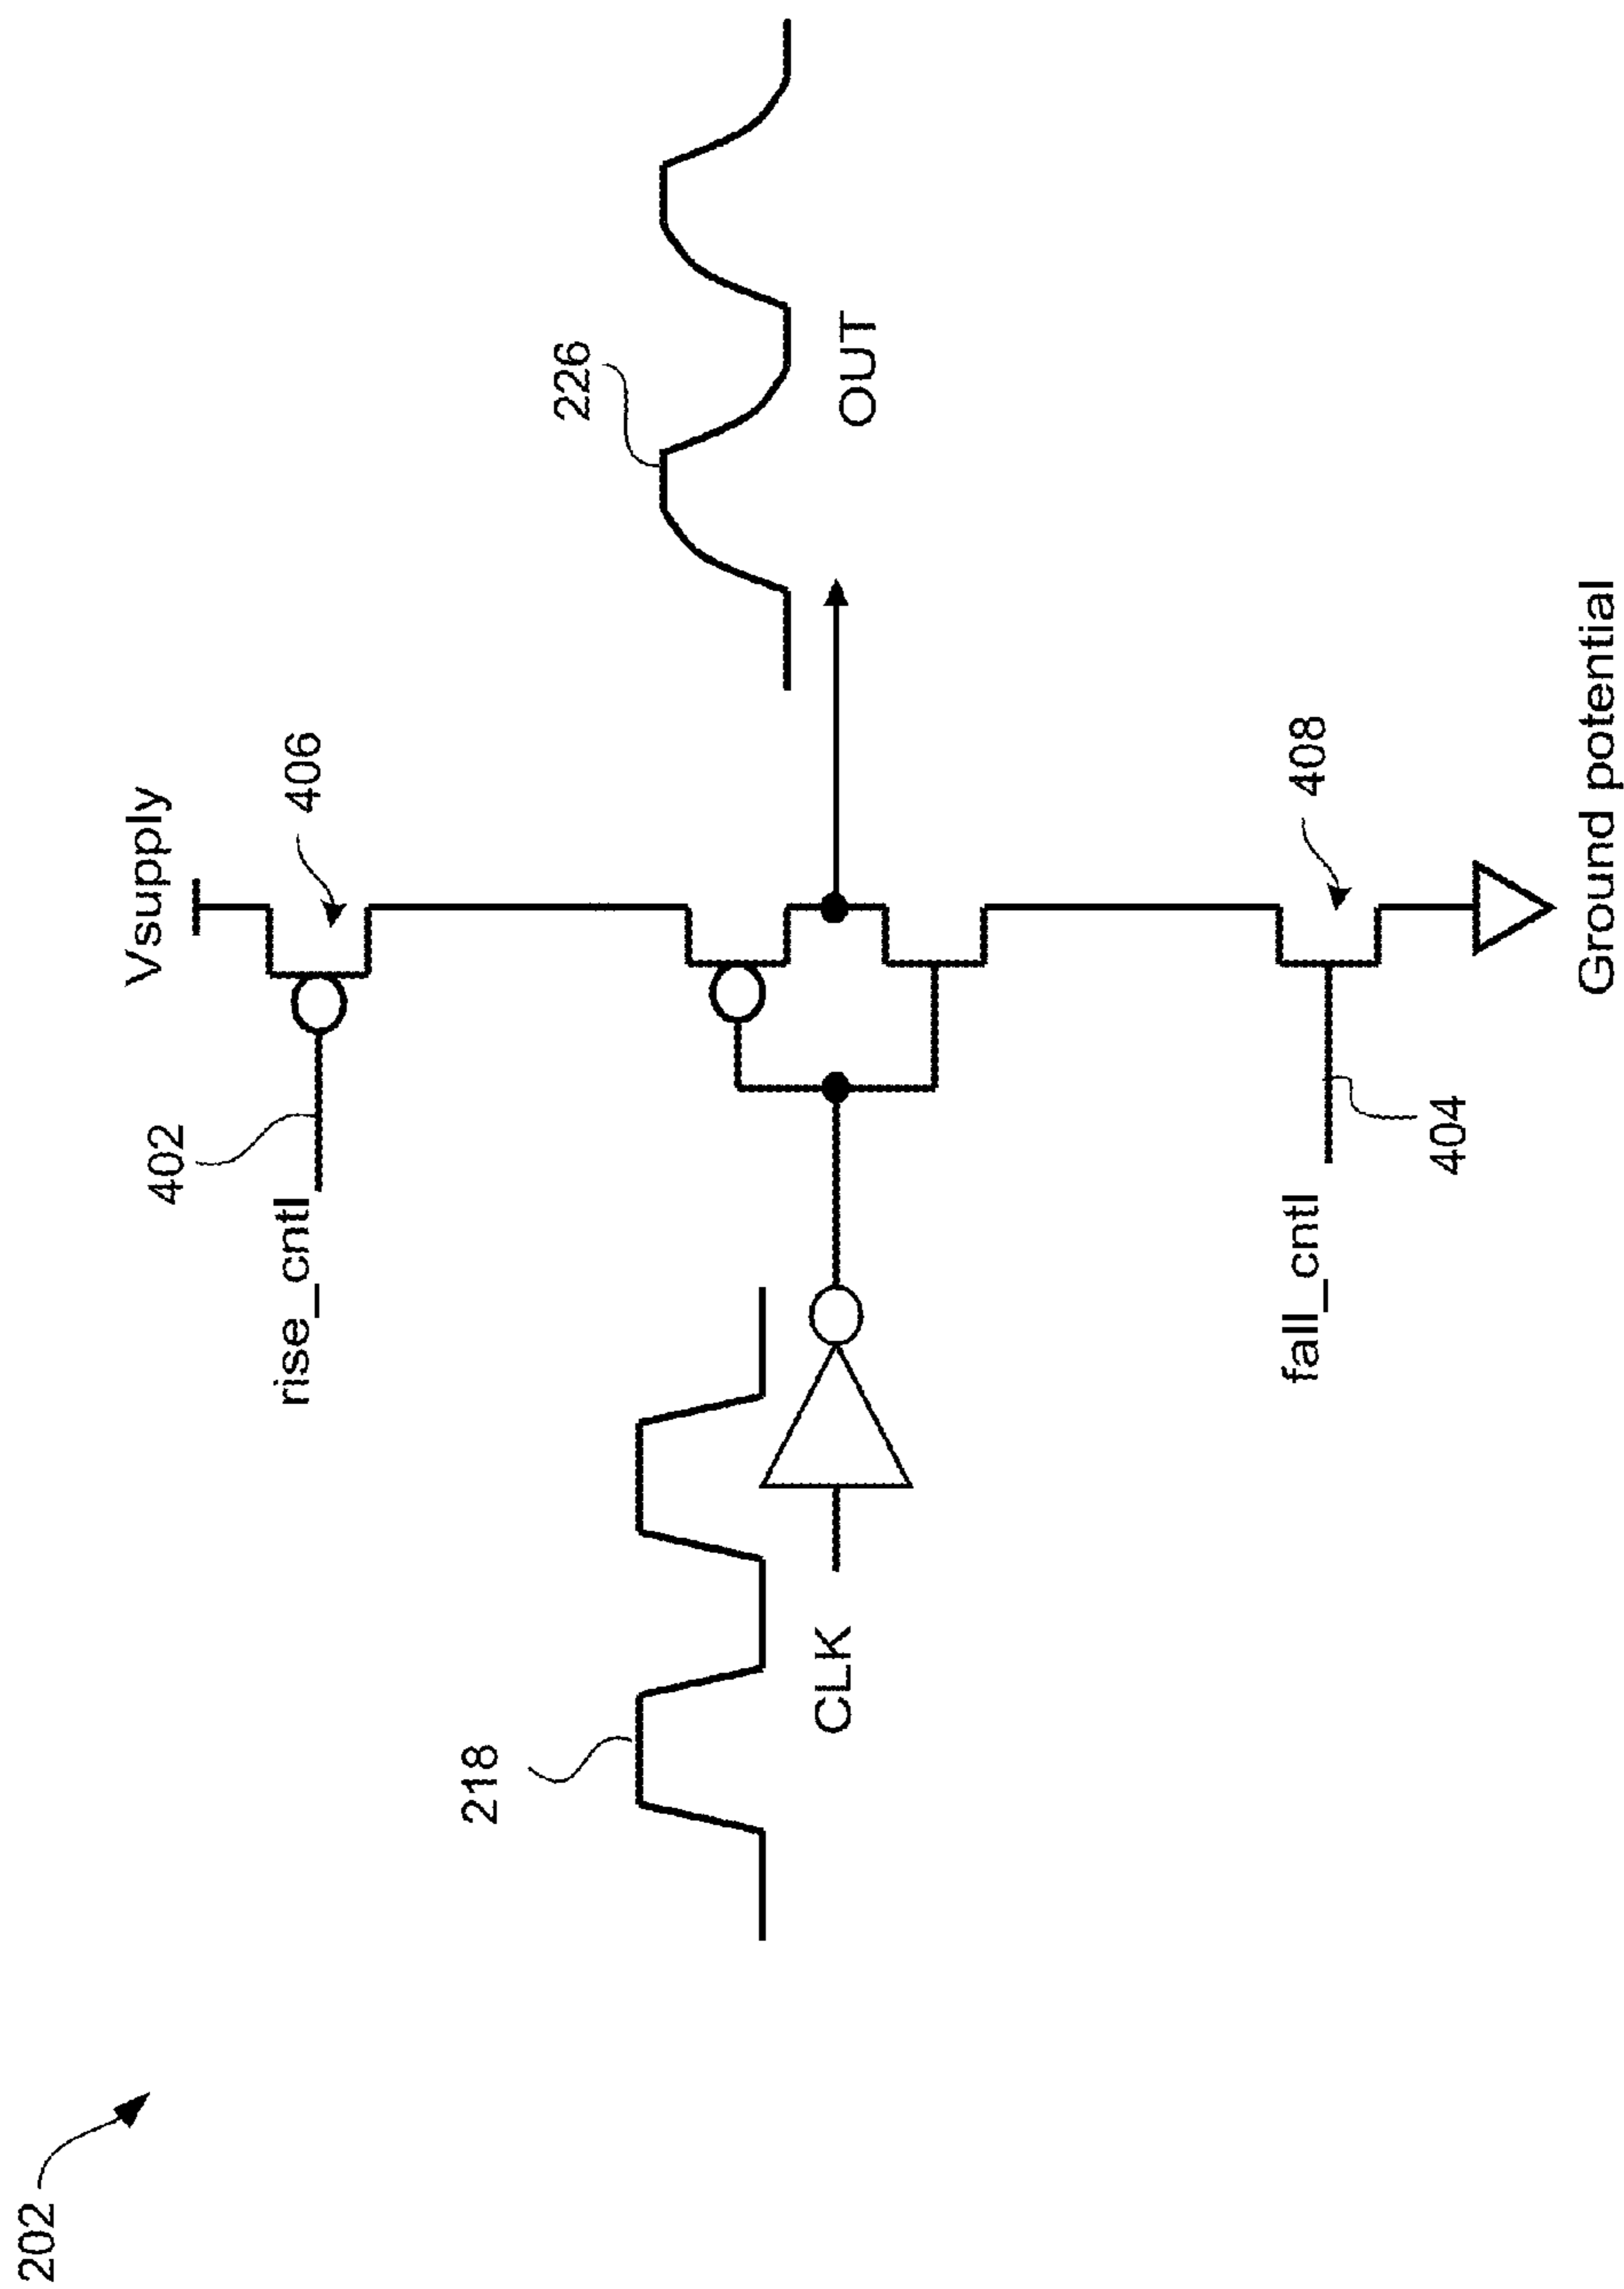 202
Vsupply
402
406
rise_cntl
218
226
CLK
OUT
fall_cntl
404
408
Ground potential